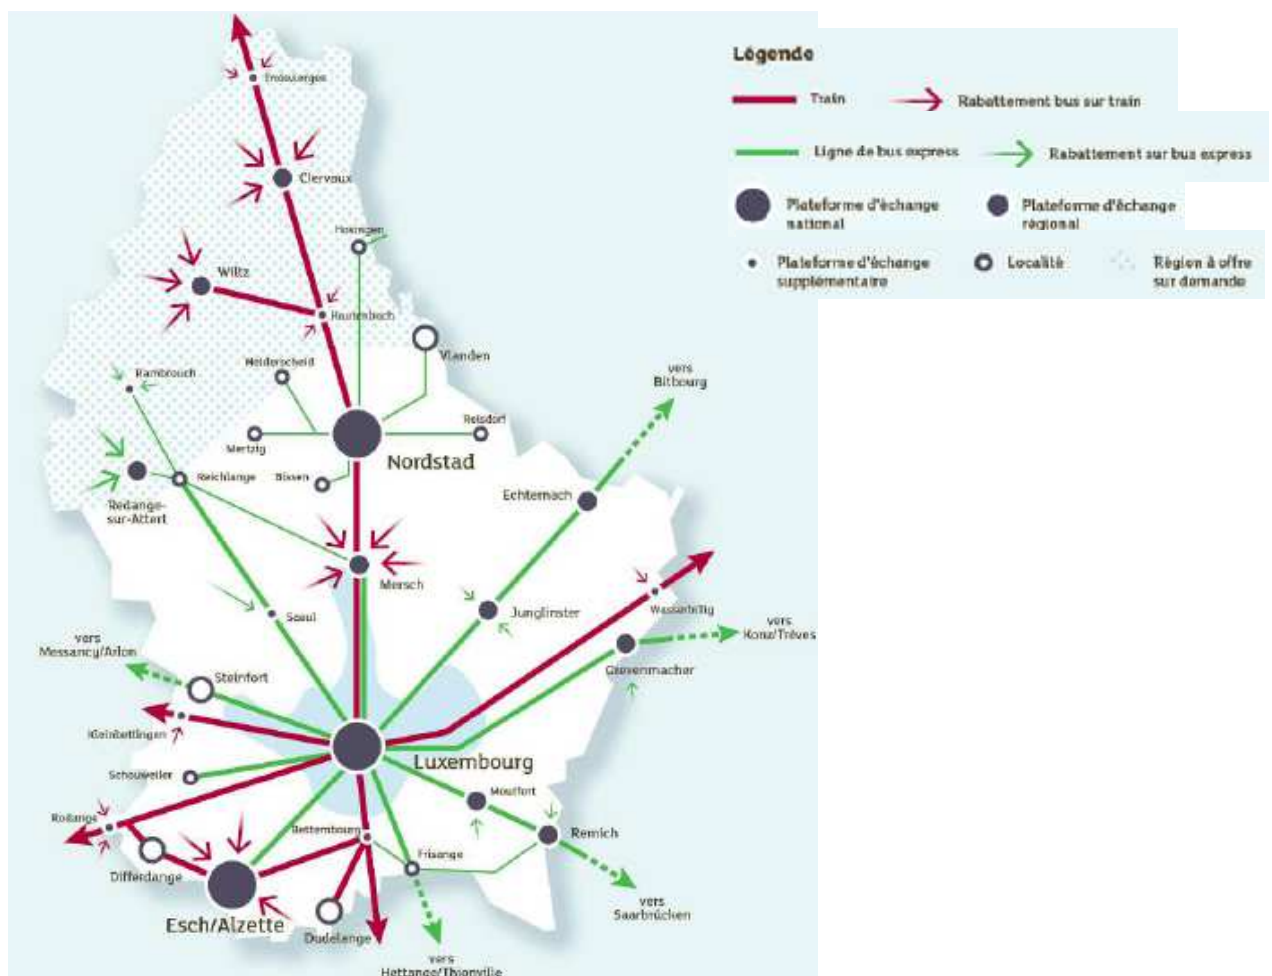 Légende
Train
Rabattement bus sur train
Ligne de bus express
Rabattement sur bus express
Plateforme d'échange
national
Plateforme d'échange
régional
Plateforme d'échange
supplémentaire
Localité
Région à offre
sur demande
Troisvierges
Clervaux
Hosingen
Wiltz
Kautenbach
Vianden
Heiderscheid
Rambrouch
vers
Bitbourg
Reisdorf
Mertzig
Nordstad
Reichlange
Bissen
Echternach
Redange-
sur-Attert
Mersch
Wasserbillig
Junglinster
Saeul
vers
Konz/Trèves
vers
Messancy/Arlon
Grevenmacher
Steinfort
Kleinbettingen
Luxembourg
Schouweiler
Moutfort
Rodange
Bettembourg
Remich
Frisange
Differdange
vers
Saarbrücken
Esch/Alzette
Dudelange
vers
Hettange/Thionville